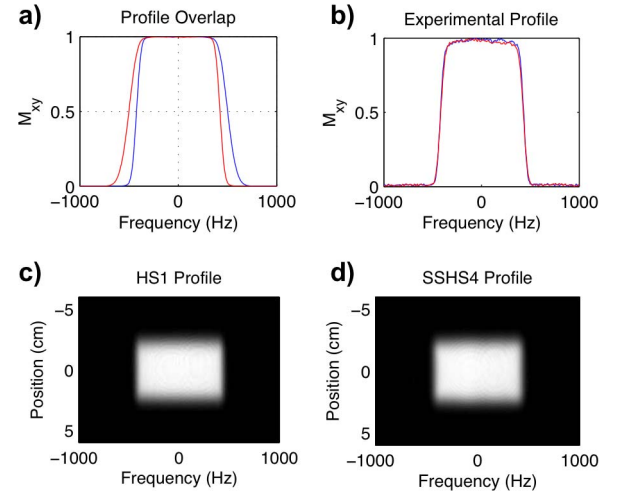 a)
Profile Overlap
1
0.5
0
Mxy
−1000
0
1000
Frequency (Hz)
b)
Experimental Profile
1
0.5
0
Mxy
−1000
0
1000
Frequency (Hz)
c)
HS1 Profile
−5
0
5
Position (cm)
−1000
0
1000
Frequency (Hz)
d)
SSHS4 Profile
−5
0
5
Position (cm)
−1000
0
1000
Frequency (Hz)